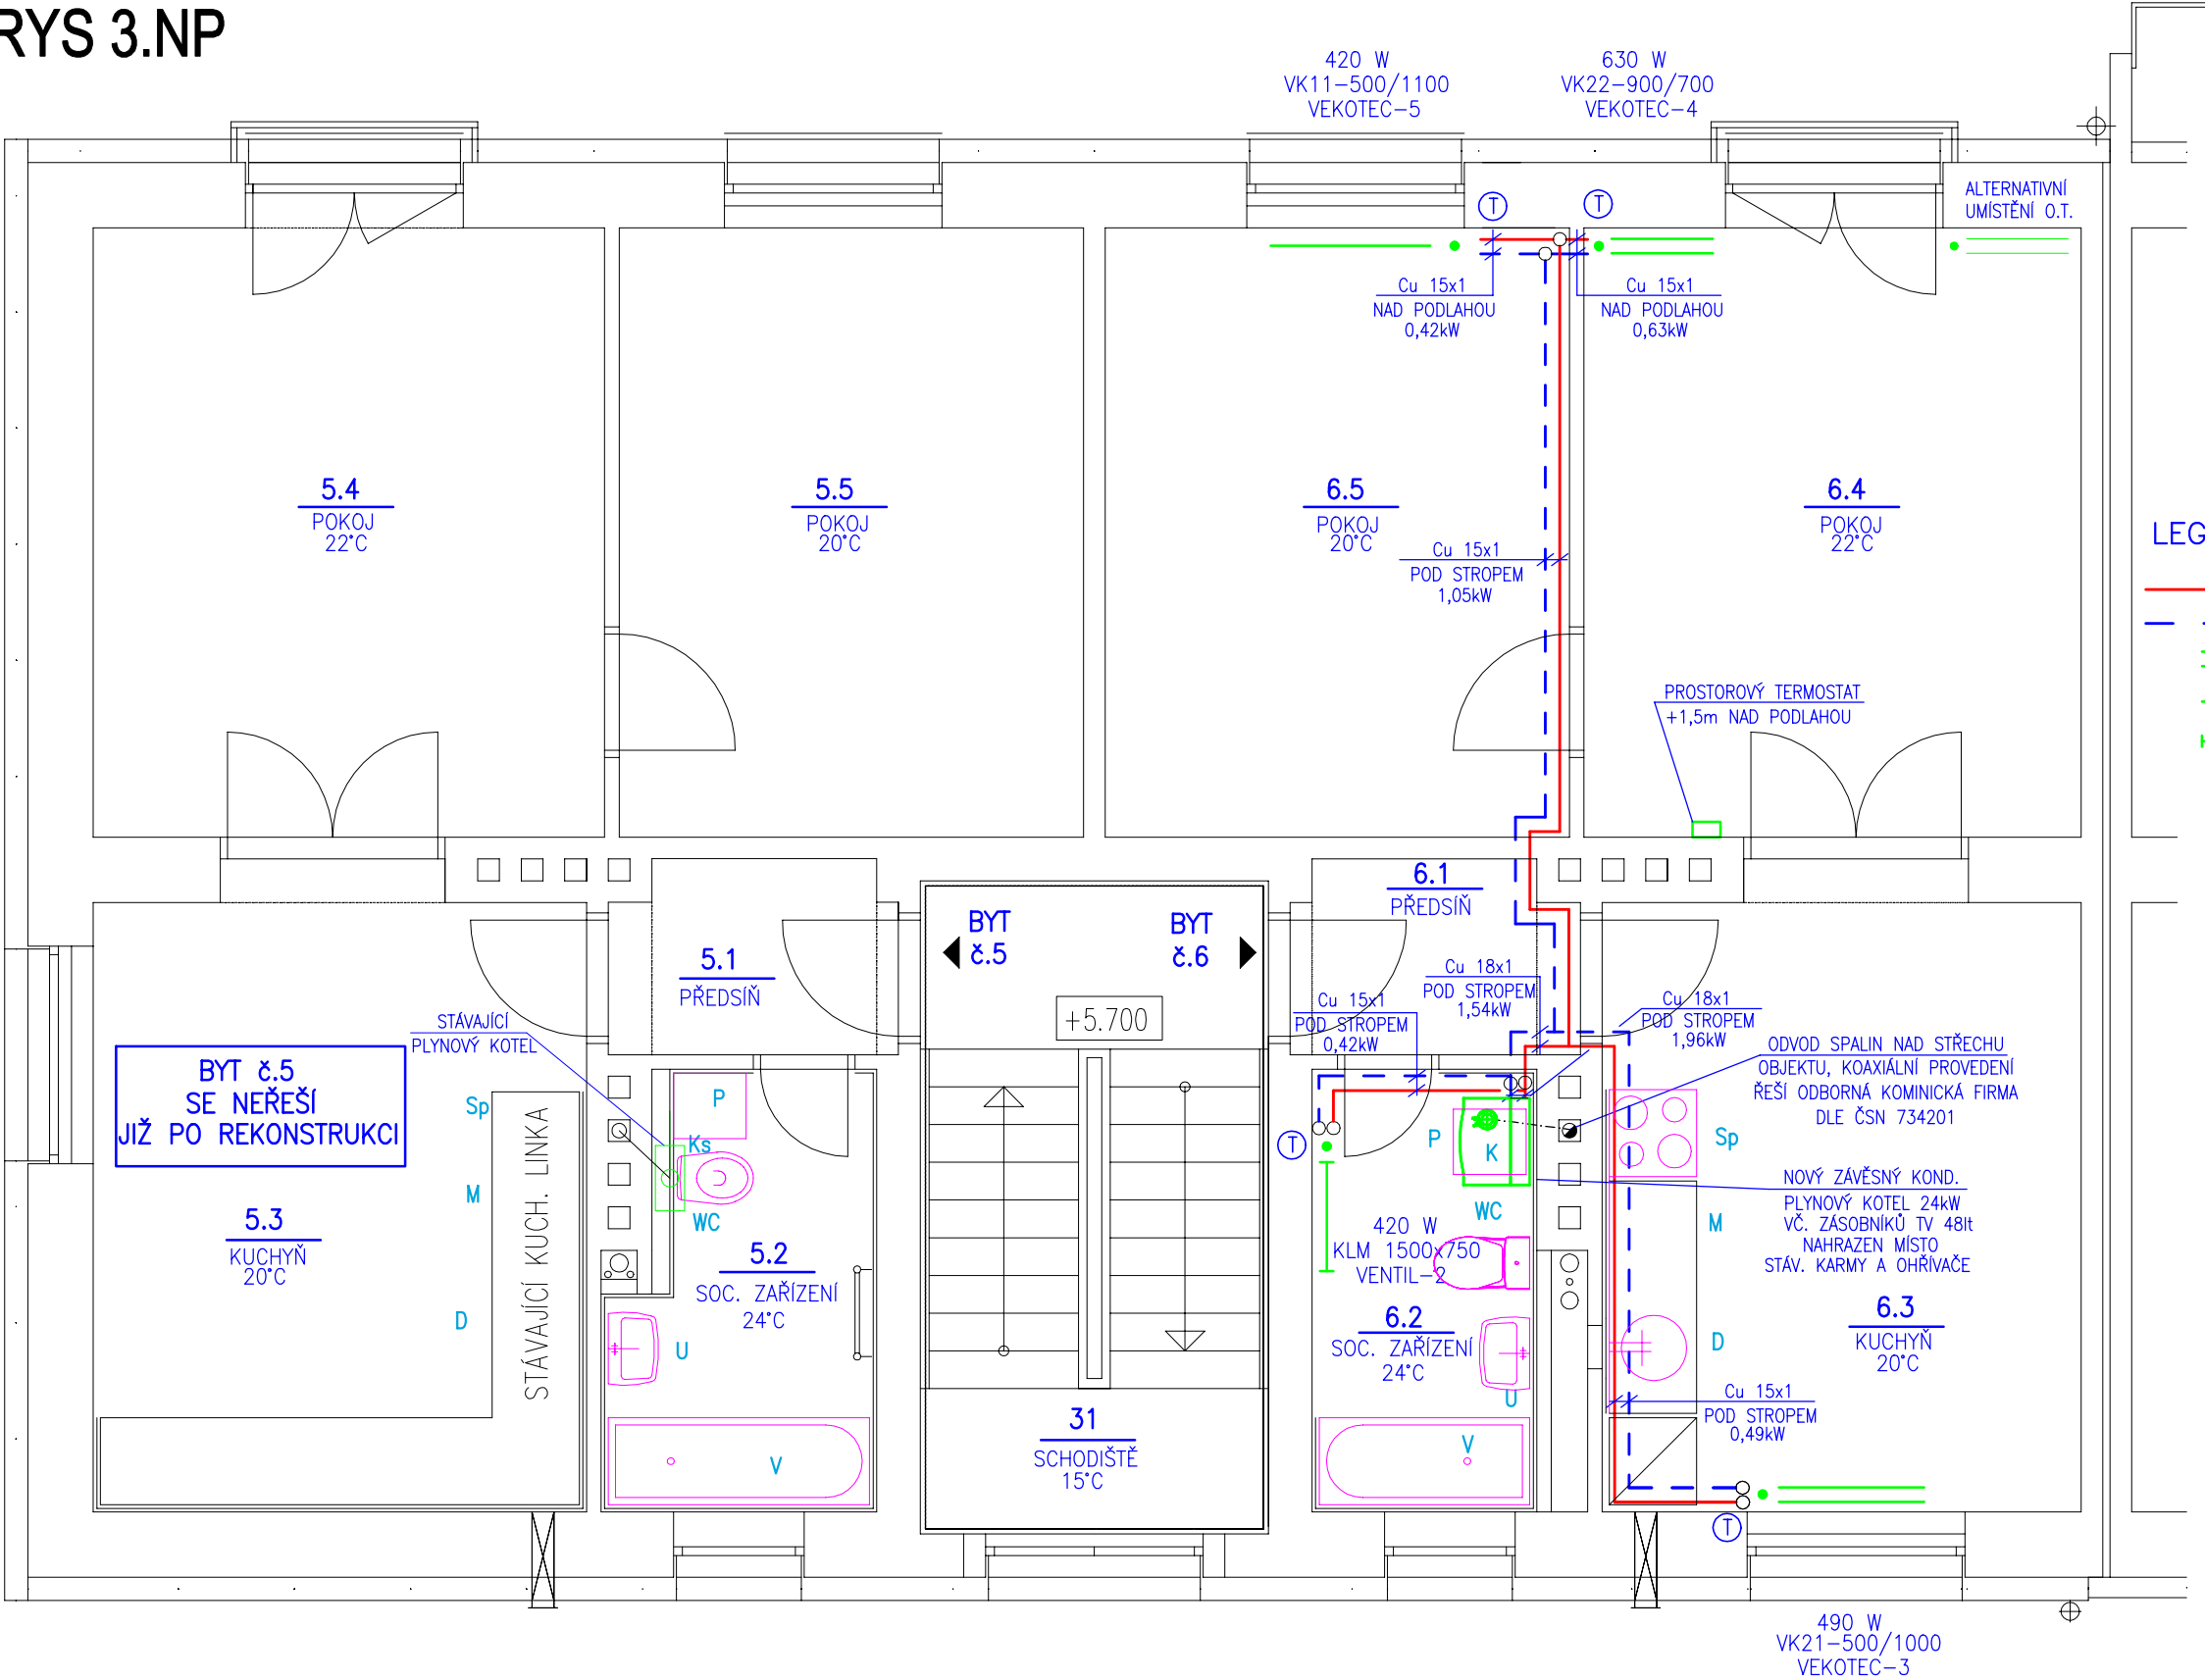 RYS 3.NP
420 W
VK11-500/1100
VEKOTEC-5
630 W
VK22-900/700
VEKOTEC-4
ALTERNATIVNÍ
UMÍSTĚNÍ O.T.
T
T
Cu 15x1
NAD PODLAHOU
0,42kW
Cu 15x1
NAD PODLAHOU
0,63kW
5.4
POKOJ
22°C
5.5
POKOJ
20°C
6.5
POKOJ
20°C
6.4
POKOJ
22°C
LEG
Cu 15x1
POD STROPEM
1,05kW
PROSTOROVÝ TERMOSTAT
+1,5m NAD PODLAHOU
6.1
PŘEDSÍŇ
BYT
č.5
BYT
č.6
5.1
PŘEDSÍŇ
+5.700
Cu 18x1
POD STROPEM
1,54kW
Cu 15x1
POD STROPEM
0,42kW
Cu 18x1
POD STROPEM
1,96kW
STÁVAJÍCÍ
PLYNOVÝ KOTEL
BYT č.5
SE NEŘEŠÍ
JIŽ PO REKONSTRUKCI
ODVOD SPALIN NAD STŘECHU
OBJEKTU, KOAXIÁLNÍ PROVEDENÍ
ŘEŠÍ ODBORNÁ KOMINICKÁ FIRMA
DLE ČSN 734201
Sp
M
D
STÁVAJÍCÍ KUCH. LINKA
P
Ks
WC
U
V
5.3
KUCHYŇ
20°C
5.2
SOC. ZAŘÍZENÍ
24°C
T
P
K
WC
420 W
KLM 1500x750
VENTIL-2
6.2
SOC. ZAŘÍZENÍ
24°C
U
V
Sp
M
D
NOVÝ ZÁVĚSNÝ KOND.
PLYNOVÝ KOTEL 24kW
VČ. ZÁSOBNÍKŮ TV 48lt
NAHRAZEN MÍSTO
STÁV. KARMY A OHŘÍVAČE
6.3
KUCHYŇ
20°C
Cu 15x1
POD STROPEM
0,49kW
31
SCHODIŠTĚ
15°C
T
490 W
VK21-500/1000
VEKOTEC-3